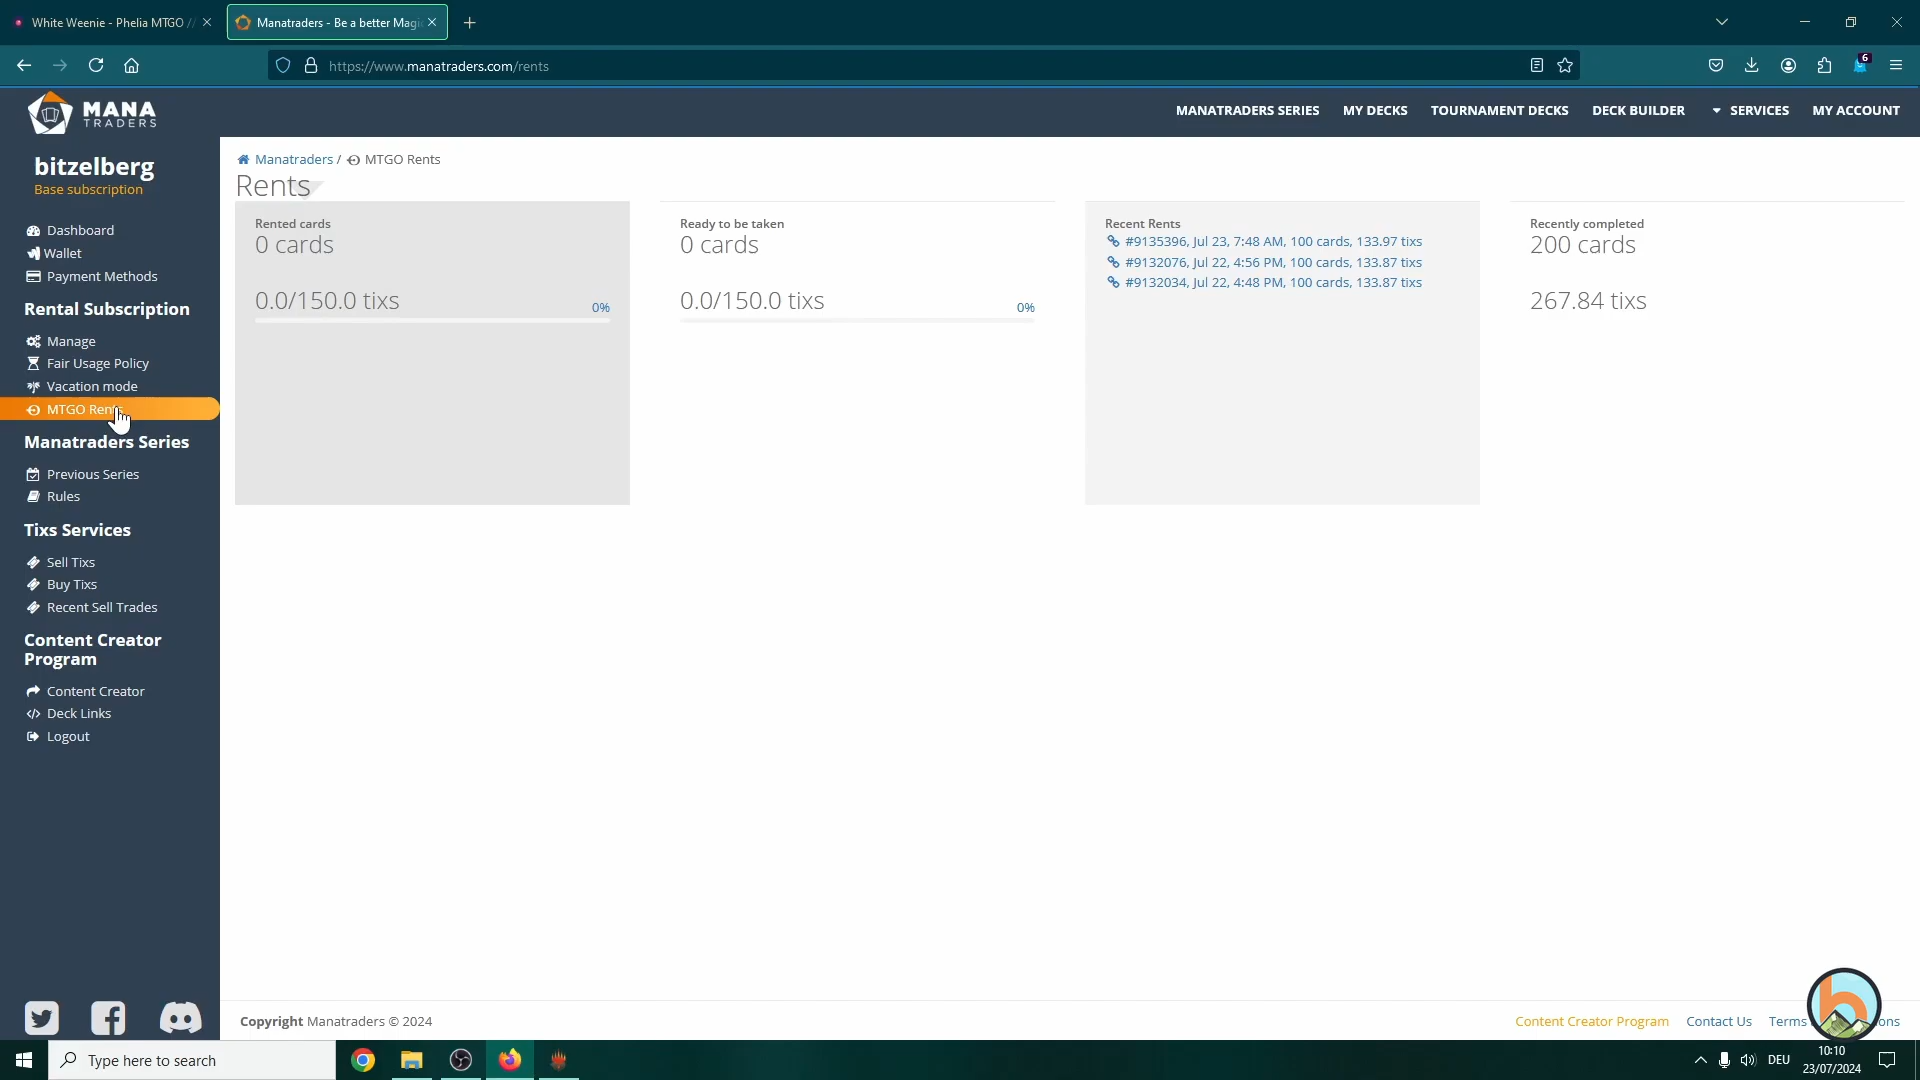 White Weenie - Phelia MTGO //
Manatraders - Be a better Magi
https://www.manatraders.com/rents
6
MANA
TRADERS
MANATRADERS SERIES
MY DECKS
TOURNAMENT DECKS
DECK BUILDER
SERVICES
MY ACCOUNT
bitzelberg
Base subscription
Dashboard
Wallet
Payment Methods
Rental Subscription
Manage
Fair Usage Policy
Vacation mode
MTGO Rents
Manatraders Series
Previous Series
Rules
Tixs Services
Sell Tixs
Buy Tixs
Recent Sell Trades
Content Creator
Program
Content Creator
Deck Links
Logout
Manatraders / MTGO Rents
Rents
Rented cards
0 cards
0.0/150.0 tixs
0%
Ready to be taken
0 cards
0.0/150.0 tixs
0%
Recent Rents
#9135396, Jul 23, 7:48 AM, 100 cards, 133.97 tixs
#9132076, Jul 22, 4:56 PM, 100 cards, 133.87 tixs
#9132034, Jul 22, 4:48 PM, 100 cards, 133.87 tixs
Recently completed
200 cards
267.84 tixs
Copyright Manatraders © 2024
Content Creator Program
Contact Us
Terms ons
Type here to search
DEU
10:10
23/07/2024